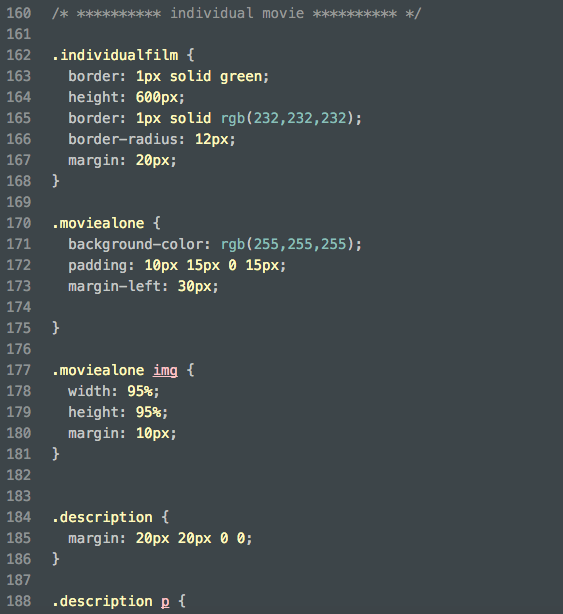 160 /* ********** individual movie ********** */
161
162 .individualfilm {
163   border: 1px solid green;
164   height: 600px;
165   border: 1px solid rgb(232,232,232);
166   border-radius: 12px;
167   margin: 20px;
168 }
169
170 .moviealone {
171   background-color: rgb(255,255,255);
172   padding: 10px 15px 0 15px;
173   margin-left: 30px;
174
175 }
176
177 .moviealone img {
178   width: 95%;
179   height: 95%;
180   margin: 10px;
181 }
182
183
184 .description {
185   margin: 20px 20px 0 0;
186 }
187
188 .description p {